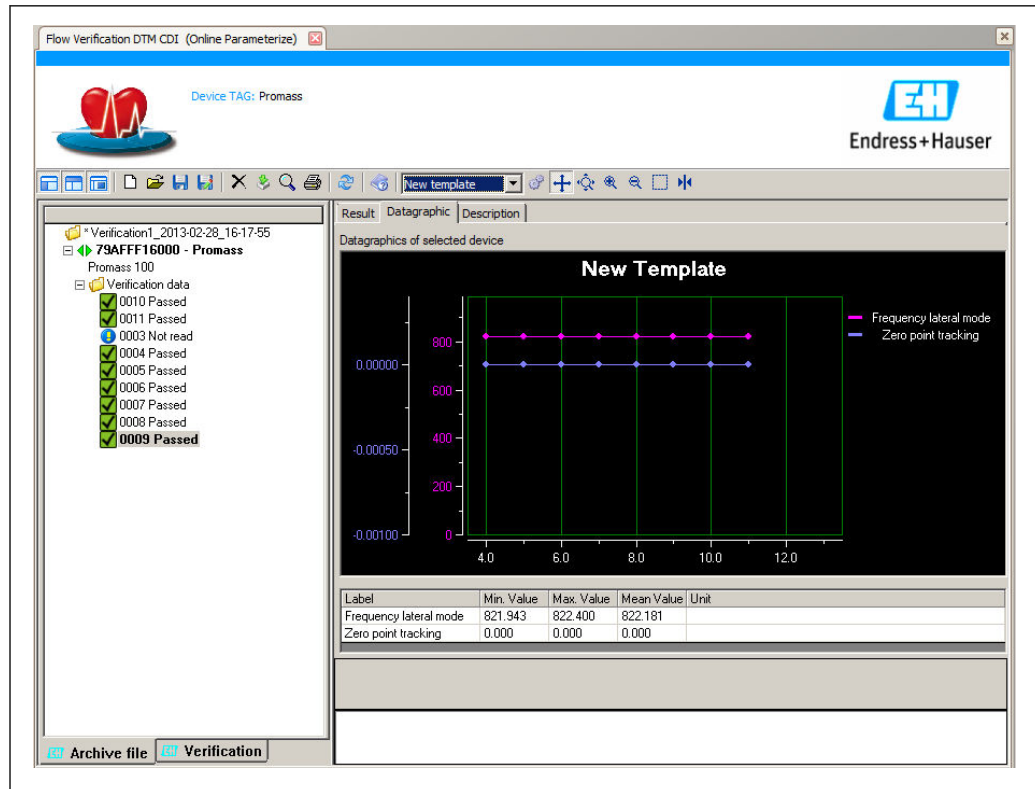 Flow Verification DTM CDI (Online Parameterize)
Device TAG: Promass
EH
Endress+Hauser
New template
* Verification1_2013-02-28_16-17-55
79AFFF16000 - Promass
Promass 100
Verification data
0010 Passed
0011 Passed
0003 Not read
0004 Passed
0005 Passed
0006 Passed
0007 Passed
0008 Passed
0009 Passed
Archive file
EH Verification
Result Datagraphic Description
Datagraphics of selected device
New Template
Frequency lateral mode
Zero point tracking
0.00000
-0.00050
-0.00100
800
600
400
200
0
4.0 6.0 8.0 10.0 12.0
Label Min. Value Max. Value Mean Value Unit
Frequency lateral mode 821.943 822.400 822.181
Zero point tracking 0.000 0.000 0.000